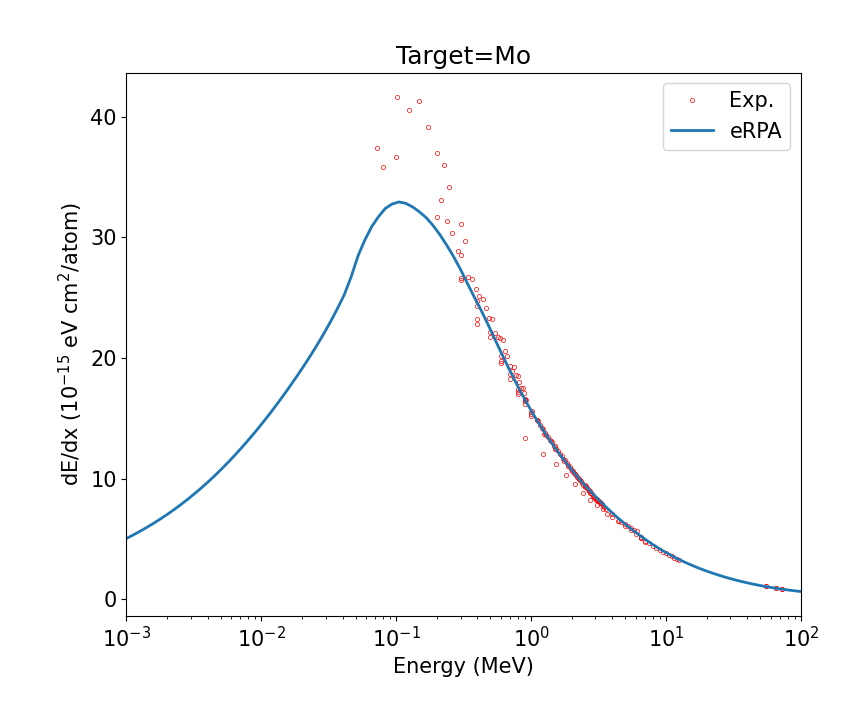 Target=Mo
Exp.
eRPA
dE/dx (10⁻¹⁵ eV cm²/atom)
40
30
20
10
0
10⁻³ 10⁻² 10⁻¹ 10⁰ 10¹ 10²
Energy (MeV)